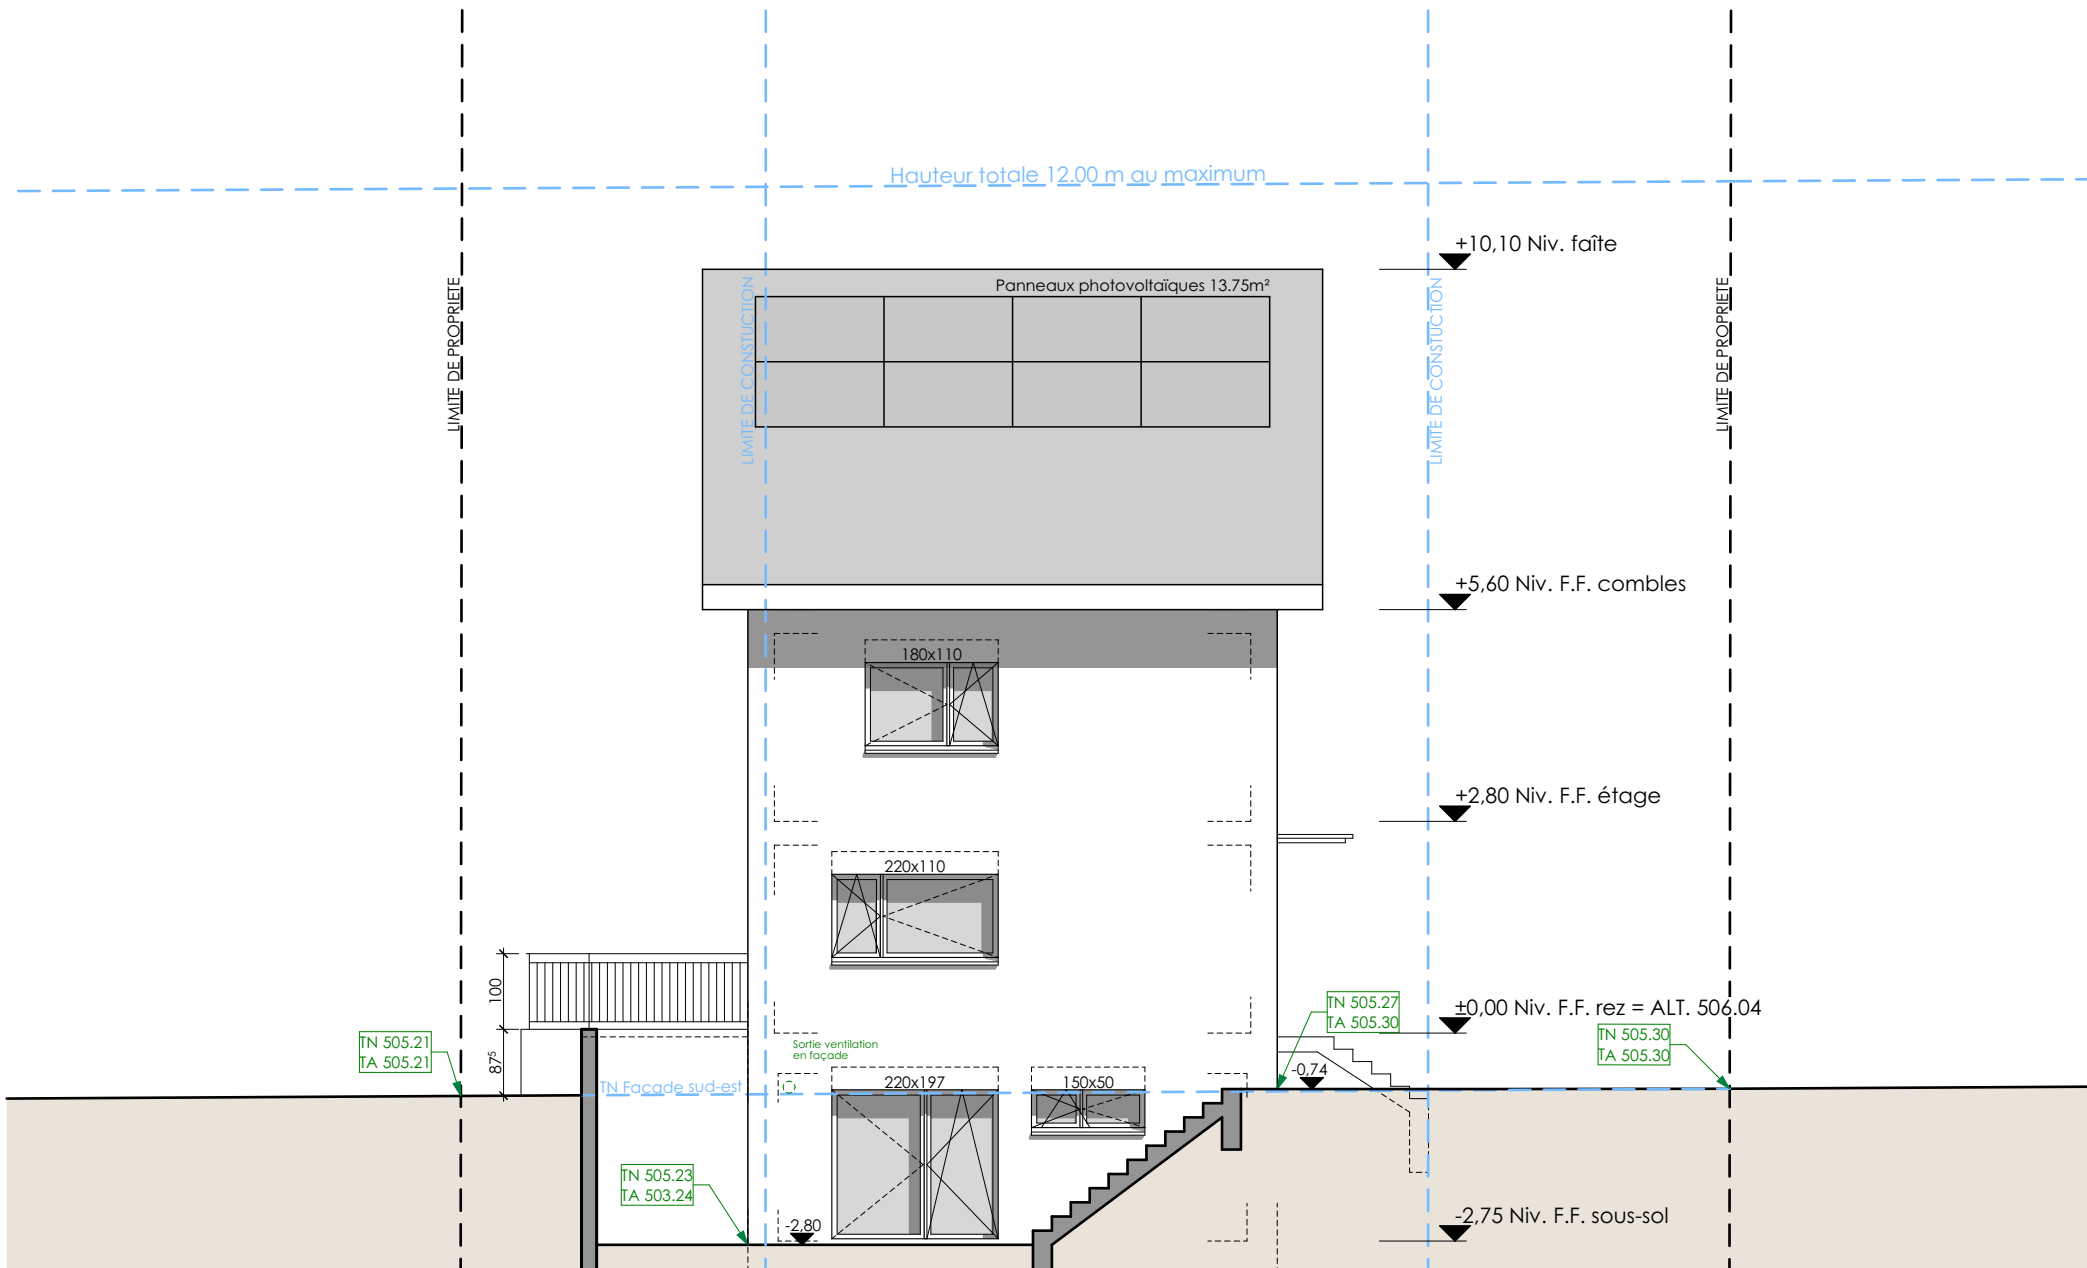 Hauteur totale 12.00 m au maximum
+10,10 Niv. faîte
Panneaux photovoltaïques 13.75m²
LIMITE DE PROPRIETE
LIMITE DE CONSTUCTION
LIMITE DE CONSTUCTION
LIMITE DE PROPRIETE
+5,60 Niv. F.F. combles
180x110
+2,80 Niv. F.F. étage
220x110
100
±0,00 Niv. F.F. rez = ALT. 506.04
TN 505.27
TA 505.30
TN 505.30
TA 505.30
TN 505.21
TA 505.21
87⁵
Sortie ventilation
en façade
-0,74
TN Façade sud-est
220x197
150x50
TN 505.23
TA 503.24
-2,80
-2,75 Niv. F.F. sous-sol